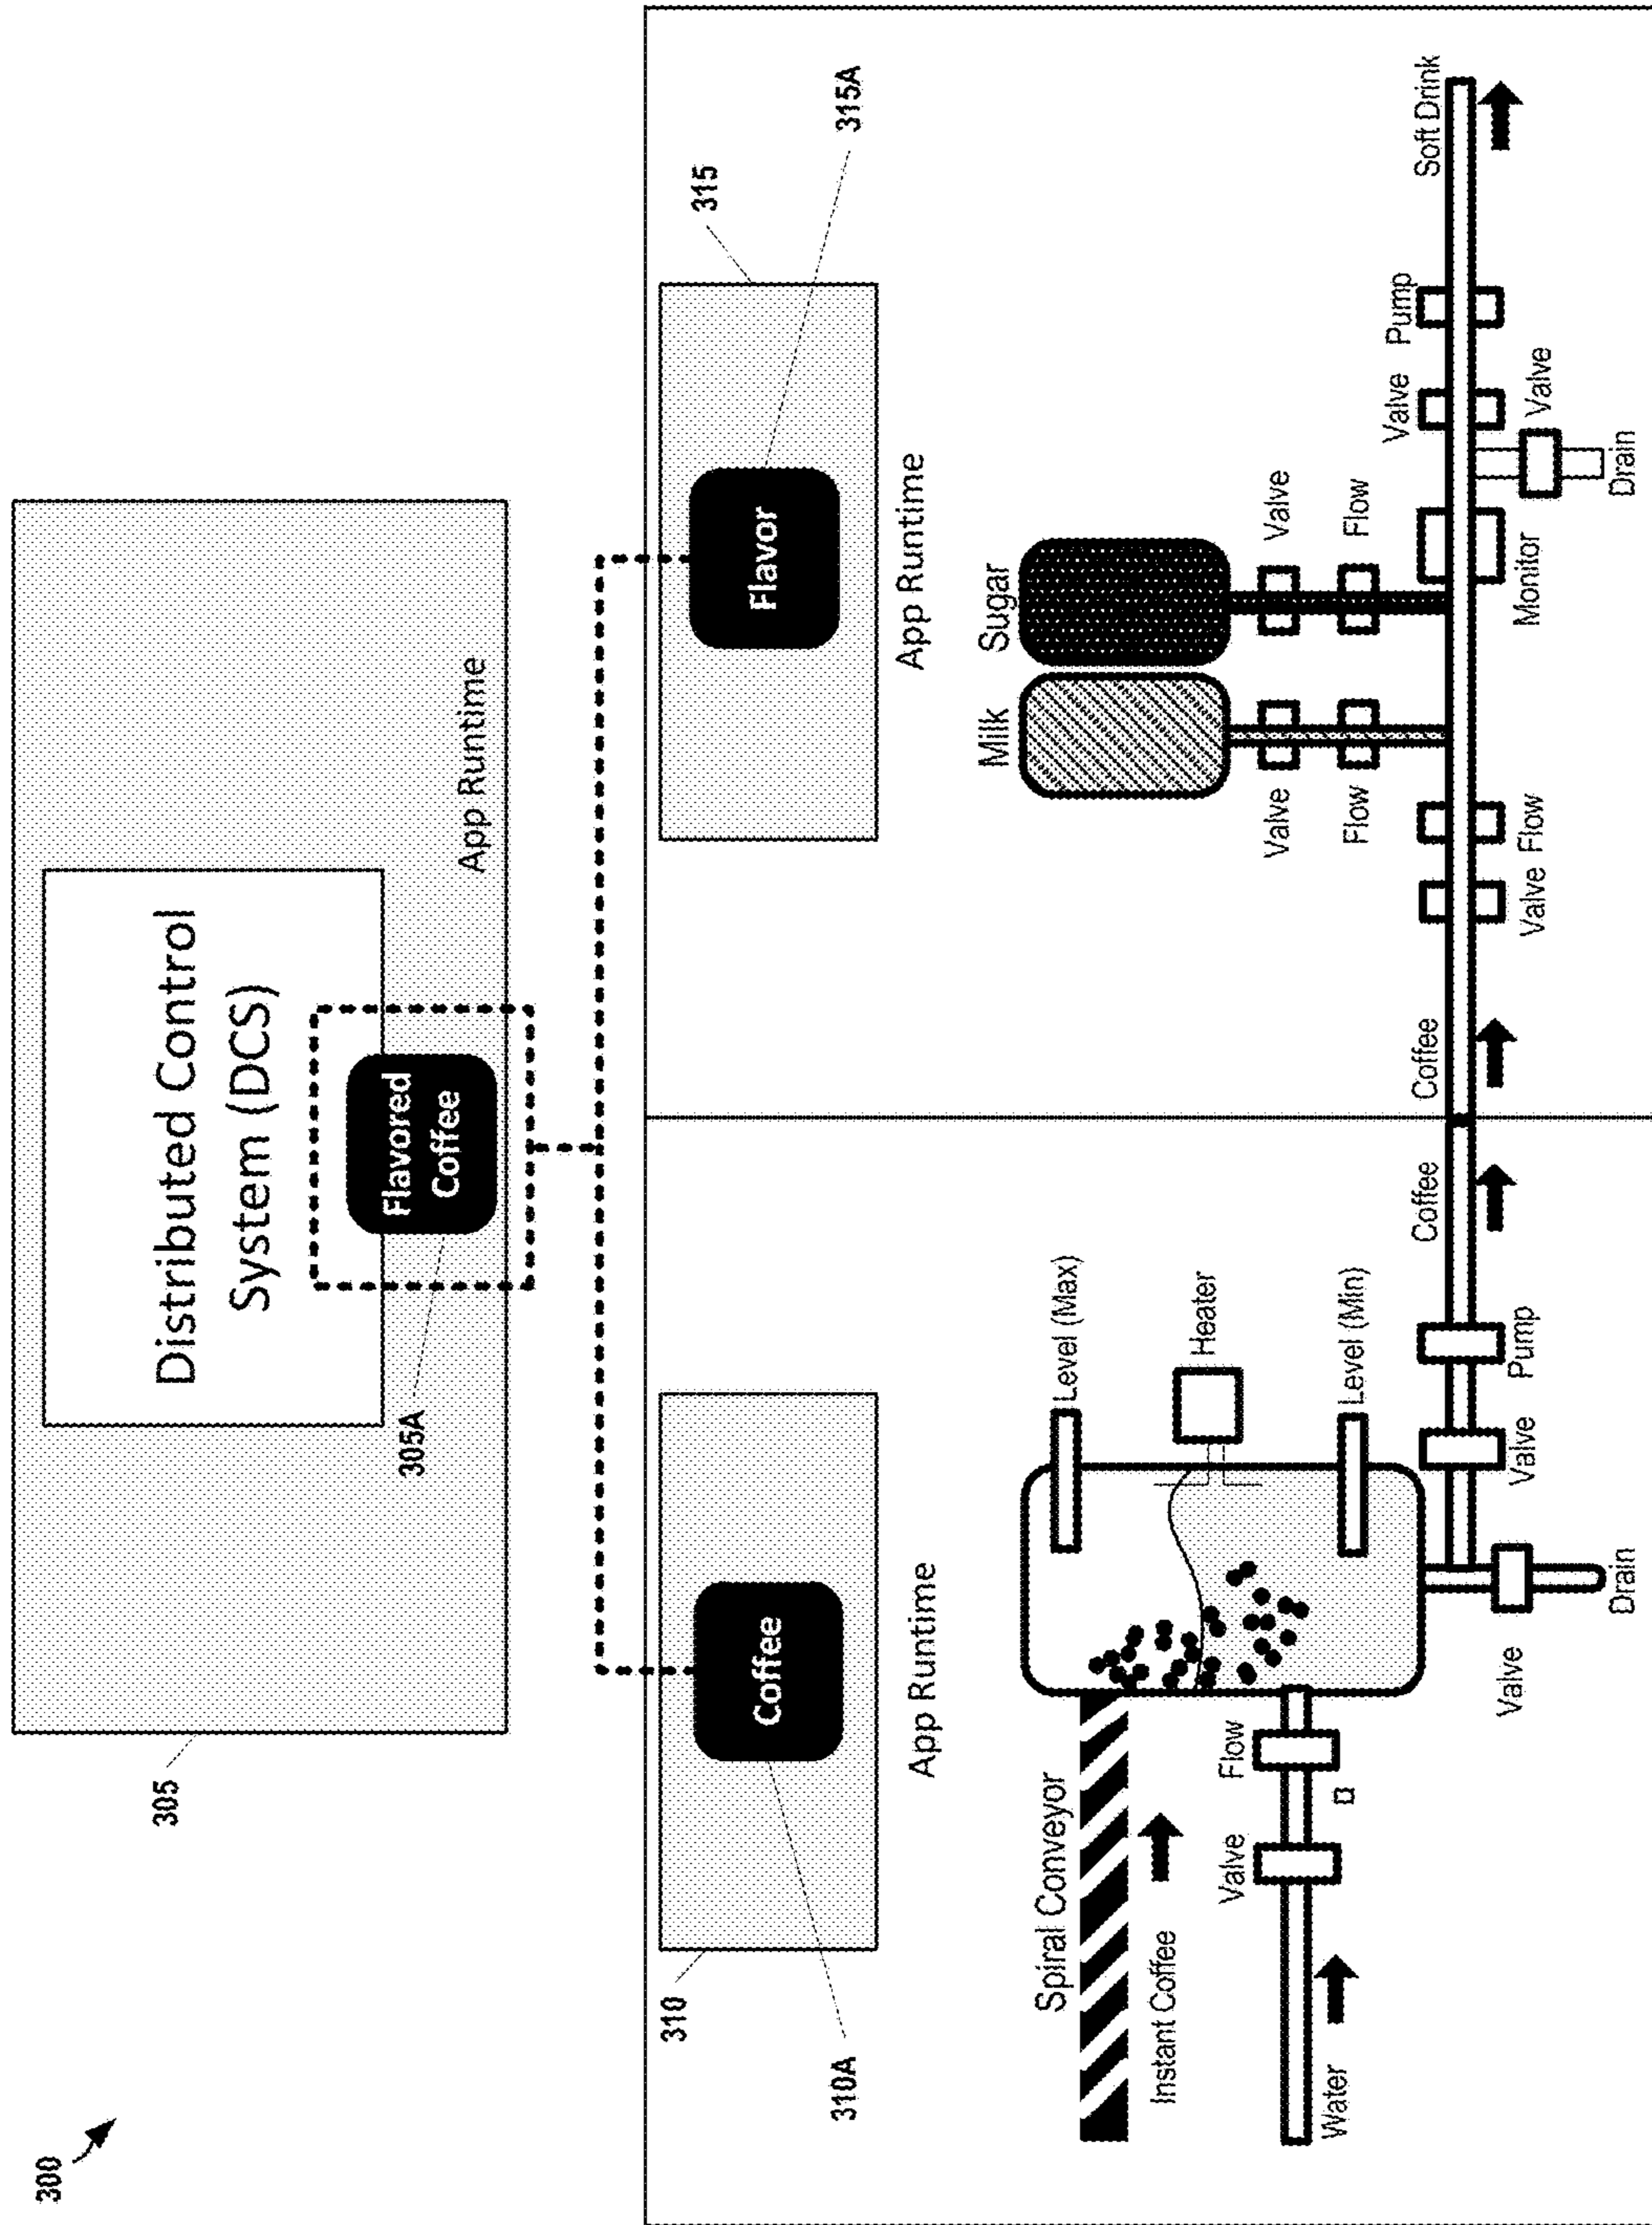 300
305
Distributed Control
System (DCS)
Flavored
Coffee
305A
App Runtime
310
Coffee
310A
App Runtime
315
Flavor
315A
App Runtime
Spiral Conveyor
Instant Coffee
Water
Valve
Flow
Level (Max)
Heater
Level (Min)
Valve
Drain
Valve
Pump
Coffee
Coffee
Valve
Flow
Milk
Valve
Flow
Sugar
Valve
Flow
Monitor
Valve
Drain
Valve
Pump
Soft Drink